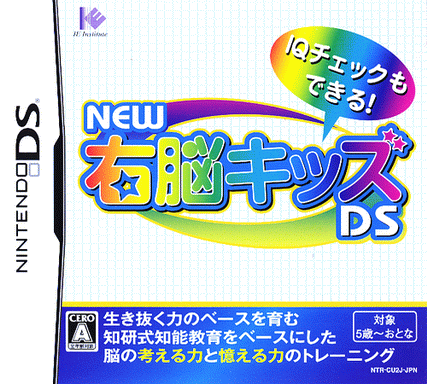 IE Institute
IQチェックも
できる!
NEW
右脳キッズ
DS
NINTENDO DS
CERO
A
生き抜く力のベースを育む
知研式知能教育をベースにした
脳の考える力と憶える力のトレーニング
対象
5歳〜おとな
NTR-CU2J-JPN